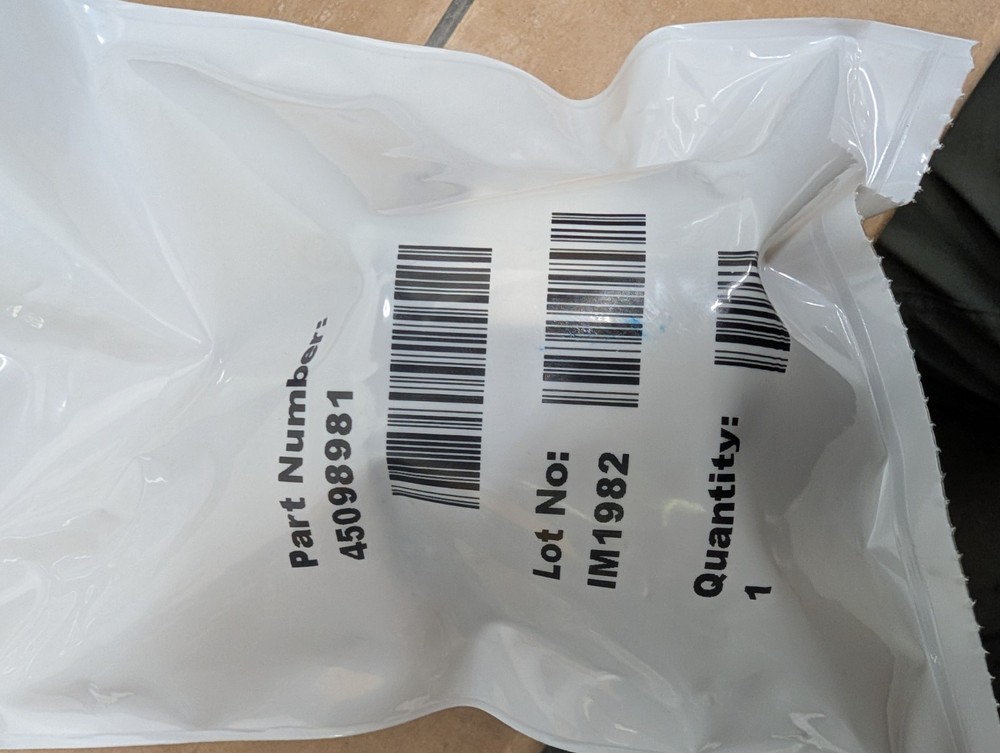 Part Number:
45098981
Lot No:
IM1982
Quantity:
1